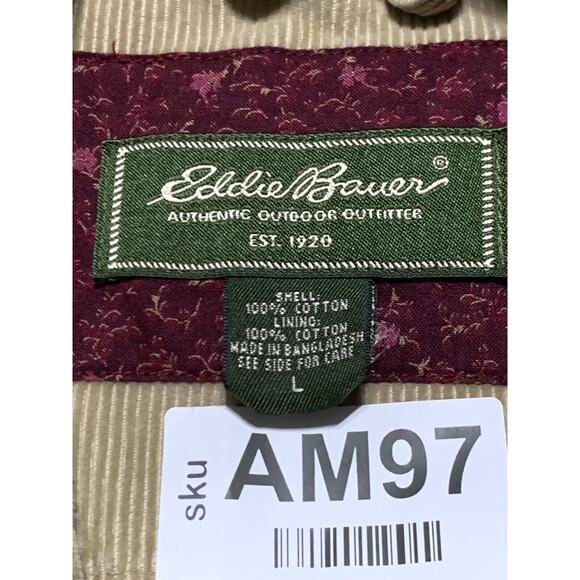 Eddie Bauer®
AUTHENTIC OUTDOOR OUTFITTER
EST. 1920
SHELL:
100% COTTON
LINING:
100% COTTON
MADE IN BANGLADESH
SEE SIDE FOR CARE
L
sku AM97